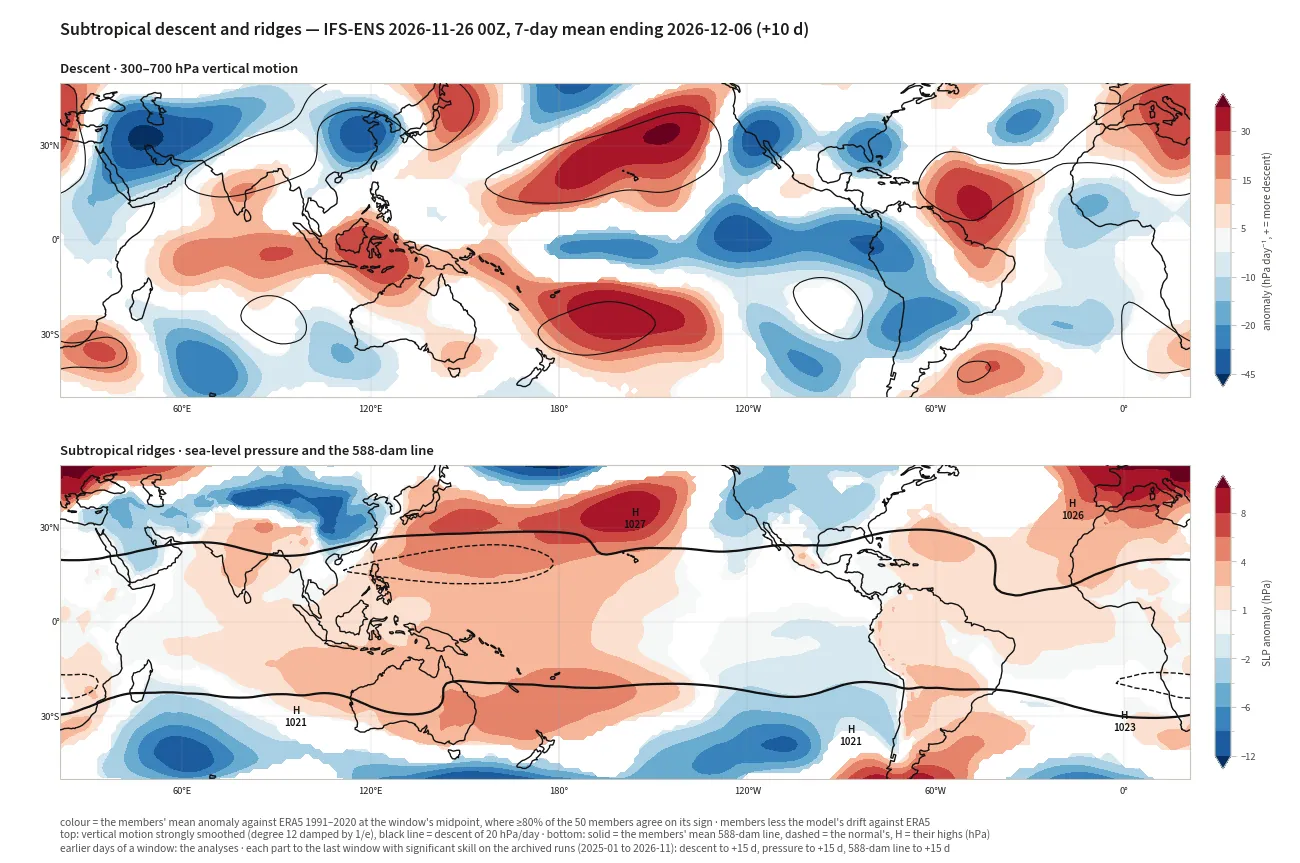 Subtropical descent and ridges — IFS-ENS 2026-11-26 00Z, 7-day mean ending 2026-12-06 (+10 d)
Descent · 300–700 hPa vertical motion
30°N
0°
30°S
60°E
120°E
180°
120°W
60°W
0°
30
15
5
−10
−20
−45
anomaly (hPa day⁻¹, + = more descent)
Subtropical ridges · sea-level pressure and the 588-dam line
H
1027
H
1026
H
1021
H
1021
H
1023
30°N
0°
30°S
60°E
120°E
180°
120°W
60°W
0°
8
4
1
−2
−6
−12
SLP anomaly (hPa)
colour = the members' mean anomaly against ERA5 1991–2020 at the window's midpoint, where ≥80% of the 50 members agree on its sign · members less the model's drift against ERA5
top: vertical motion strongly smoothed (degree 12 damped by 1/e), black line = descent of 20 hPa/day · bottom: solid = the members' mean 588-dam line, dashed = the normal's, H = their highs (hPa)
earlier days of a window: the analyses · each part to the last window with significant skill on the archived runs (2025-01 to 2026-11): descent to +15 d, pressure to +15 d, 588-dam line to +15 d